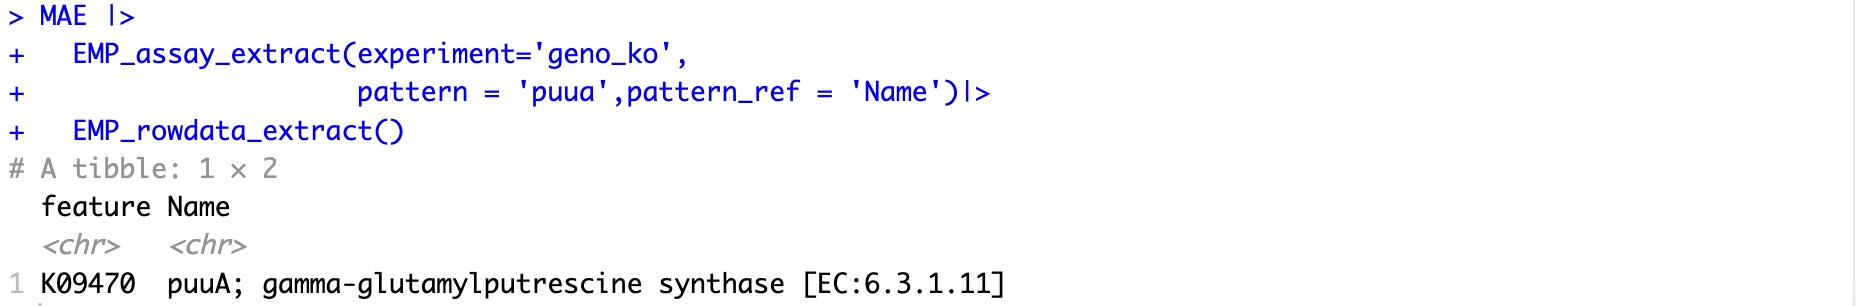 > MAE |>
+   EMP_assay_extract(experiment='geno_ko',
+                     pattern = 'puua',pattern_ref = 'Name')|>
+   EMP_rowdata_extract()
# A tibble: 1 × 2
  feature Name
  <chr>   <chr>
1 K09470  puuA; gamma-glutamylputrescine synthase [EC:6.3.1.11]